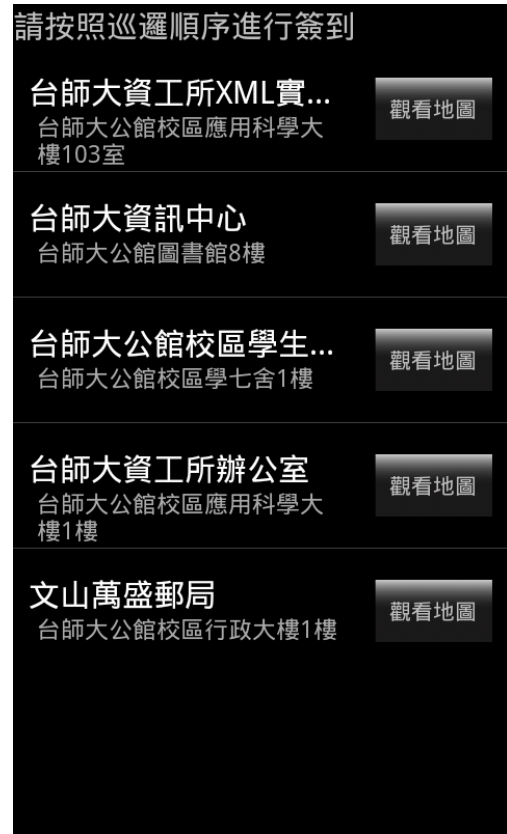 請按照巡邏順序進行簽到
台師大資工所XML實...
台師大公館校區應用科學大
樓103室
觀看地圖
台師大資訊中心
台師大公館圖書館8樓
觀看地圖
台師大公館校區學生...
台師大公館校區學七舍1樓
觀看地圖
台師大資工所辦公室
台師大公館校區應用科學大
樓1樓
觀看地圖
文山萬盛郵局
台師大公館校區行政大樓1樓
觀看地圖